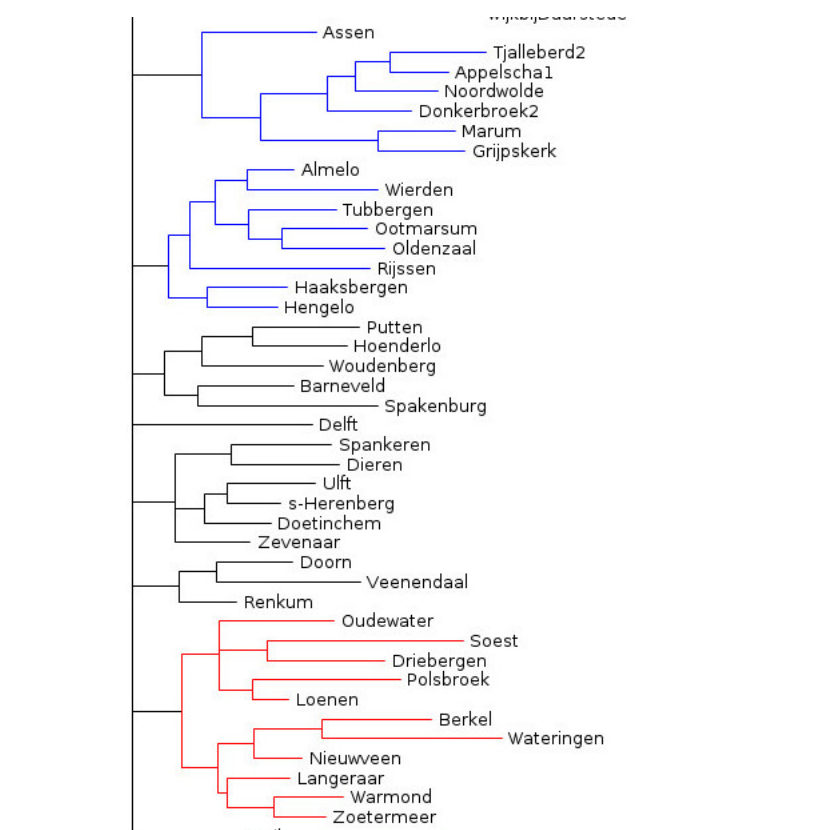 Assen
Tjalleberd2
Appelscha1
Noordwolde
Donkerbroek2
Marum
Grijpskerk
Almelo
Wierden
Tubbergen
Ootmarsum
Oldenzaal
Rijssen
Haaksbergen
Hengelo
Putten
Hoenderlo
Woudenberg
Barneveld
Spakenburg
Delft
Spankeren
Dieren
Ulft
s-Herenberg
Doetinchem
Zevenaar
Doorn
Veenendaal
Renkum
Oudewater
Soest
Driebergen
Polsbroek
Loenen
Berkel
Wateringen
Nieuwveen
Langeraar
Warmond
Zoetermeer